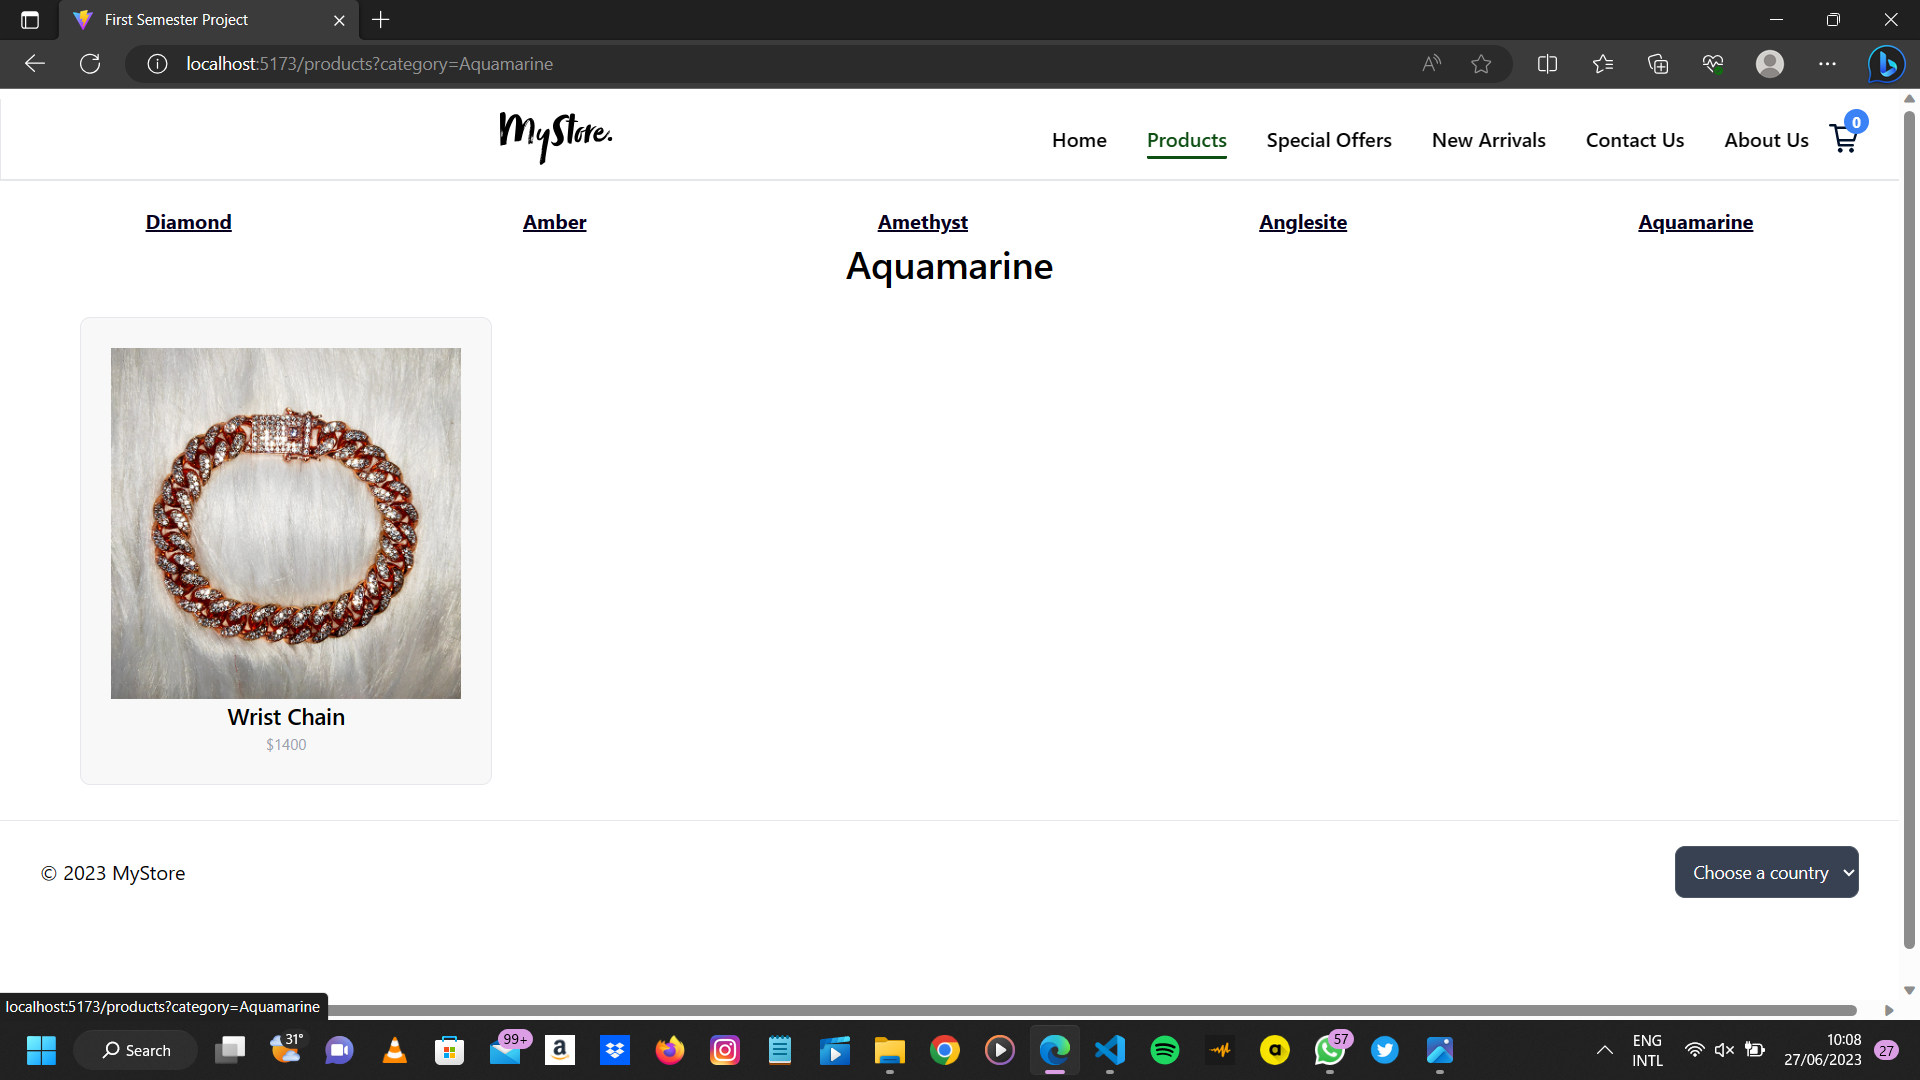 First Semester Project
localhost:5173/products?category=Aquamarine
MyStore.
Home Products Special Offers New Arrivals Contact Us About Us 0
Diamond Amber Amethyst Anglesite Aquamarine
Aquamarine
Wrist Chain
$1400
© 2023 MyStore
Choose a country
localhost:5173/products?category=Aquamarine
Search
31°
99+
a
a
57
ENG
INTL
10:08
27/06/2023
27